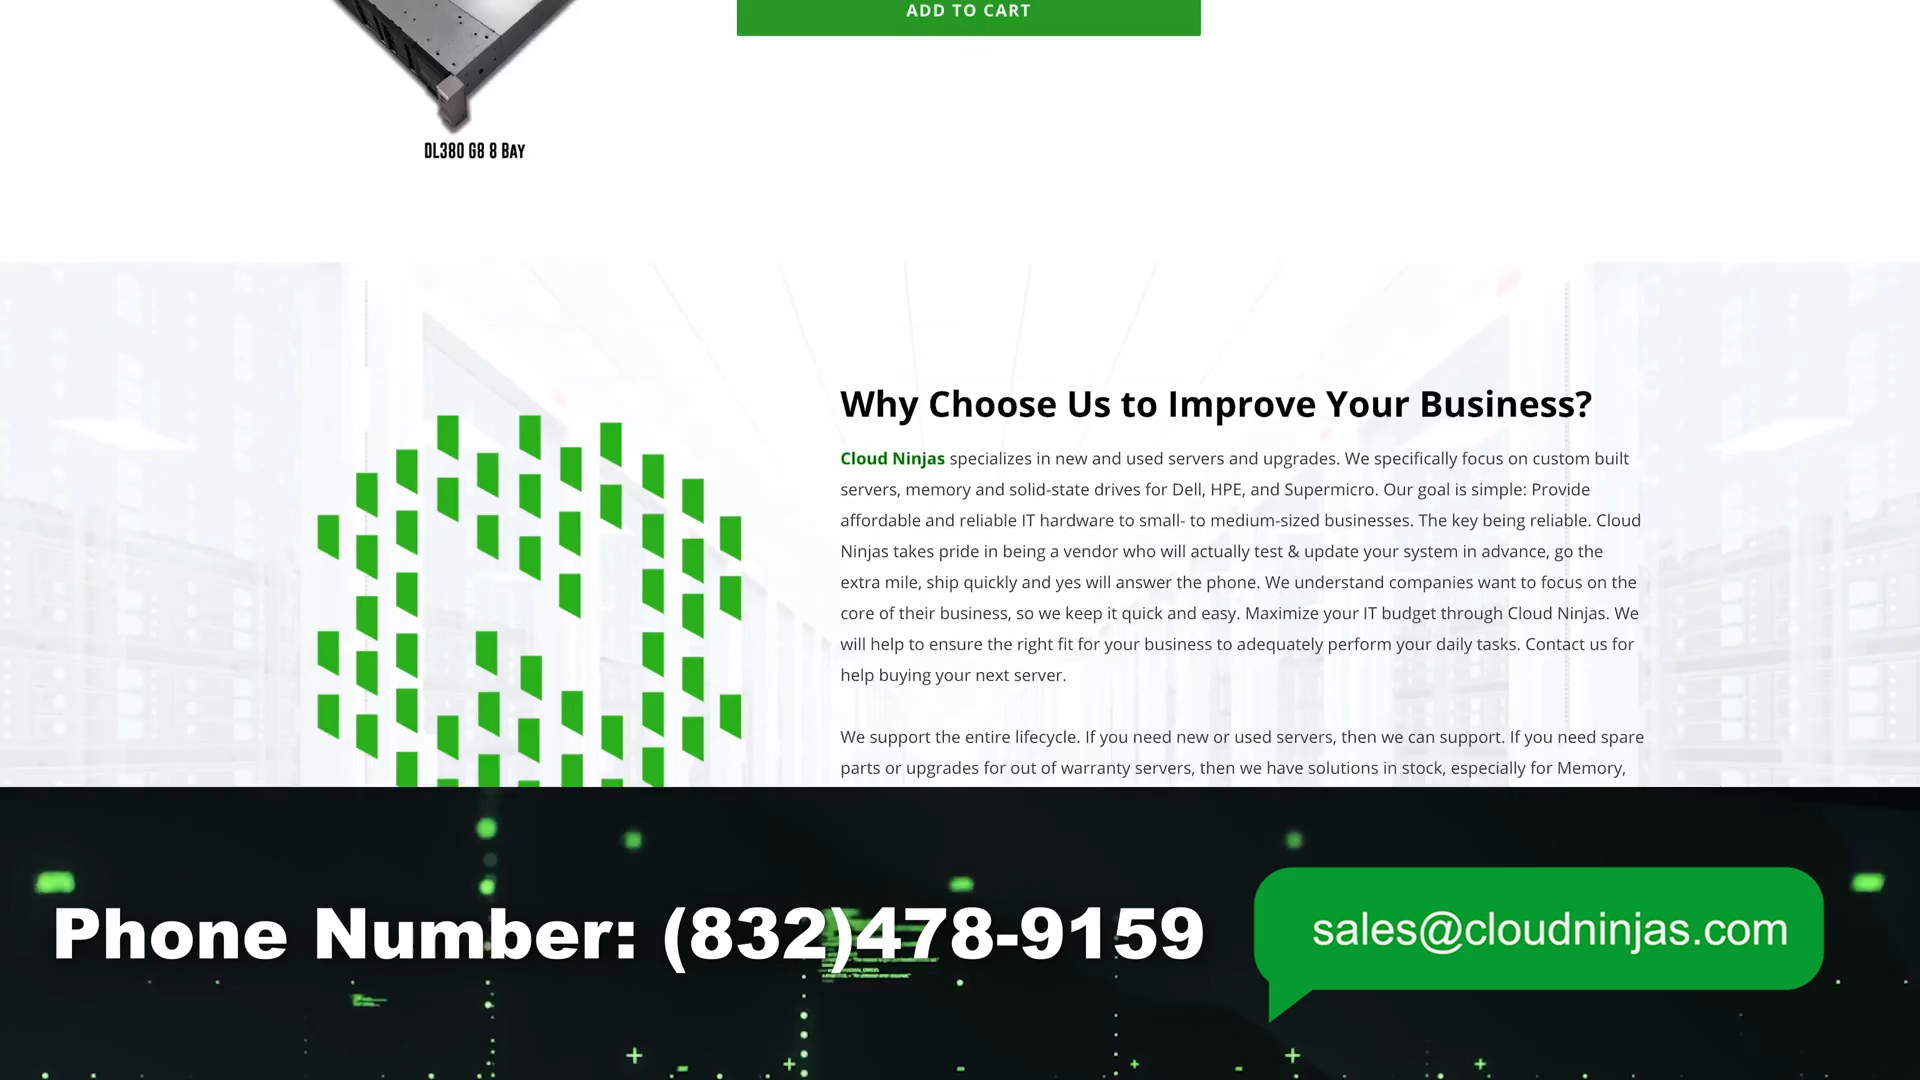 ADD TO CART
DL380 G8 8 BAY
Why Choose Us to Improve Your Business?
Cloud Ninjas specializes in new and used servers and upgrades. We specifically focus on custom built
servers, memory and solid-state drives for Dell, HPE, and Supermicro. Our goal is simple: Provide
affordable and reliable IT hardware to small- to medium-sized businesses. The key being reliable. Cloud
Ninjas takes pride in being a vendor who will actually test & update your system in advance, go the
extra mile, ship quickly and yes will answer the phone. We understand companies want to focus on the
core of their business, so we keep it quick and easy. Maximize your IT budget through Cloud Ninjas. We
will help to ensure the right fit for your business to adequately perform your daily tasks. Contact us for
help buying your next server.
We support the entire lifecycle. If you need new or used servers, then we can support. If you need spare
parts or upgrades for out of warranty servers, then we have solutions in stock, especially for Memory,
Phone Number: (832)478-9159
sales@cloudninjas.com